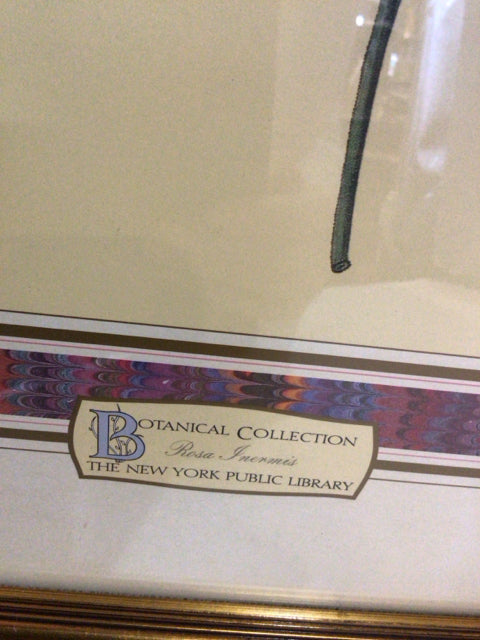 BOTANICAL COLLECTION
Rosa Inermis
THE NEW YORK PUBLIC LIBRARY